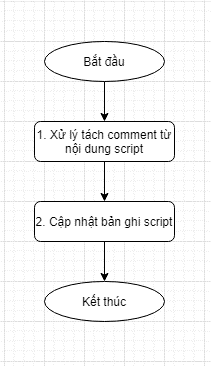 Bắt đầu
1. Xử lý tách comment từ
nội dung script
2. Cập nhật bản ghi script
Kết thúc